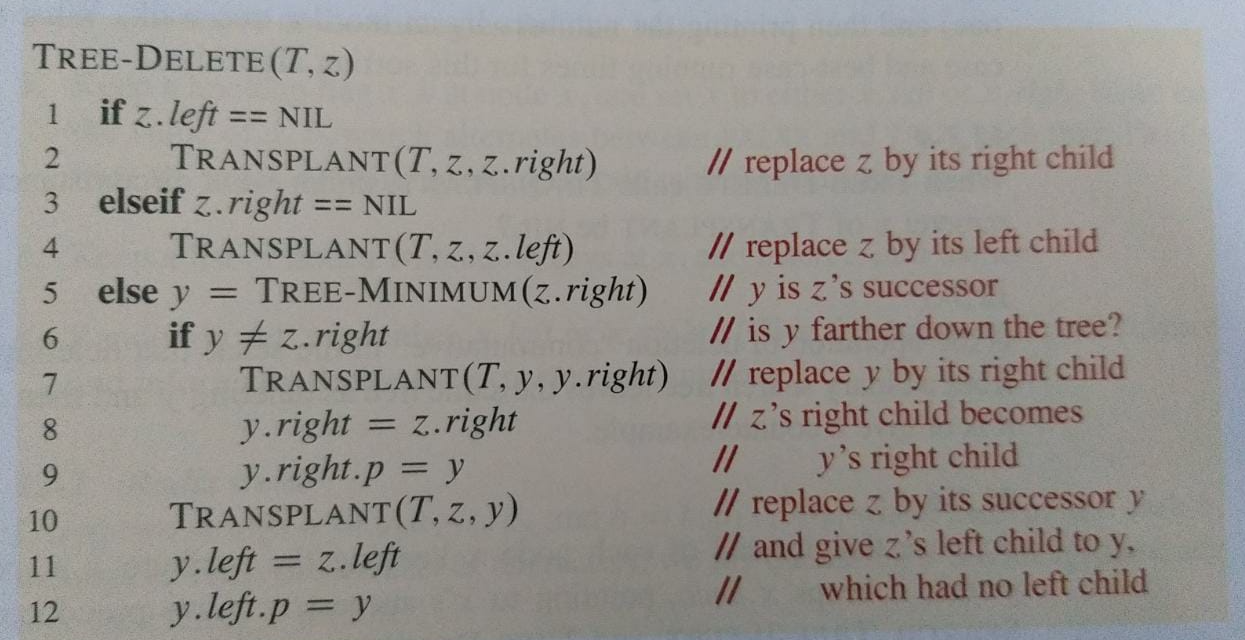 TREE-DELETE(T, z)
1 if z.left == NIL
2 TRANSPLANT(T, z, z.right) // replace z by its right child
3 elseif z.right == NIL
4 TRANSPLANT(T, z, z.left) // replace z by its left child
5 else y = TREE-MINIMUM(z.right) // y is z's successor
6 if y ≠ z.right // is y farther down the tree?
7 TRANSPLANT(T, y, y.right) // replace y by its right child
8 y.right = z.right // z's right child becomes
9 y.right.p = y // y's right child
10 TRANSPLANT(T, z, y) // replace z by its successor y
11 y.left = z.left // and give z's left child to y,
12 y.left.p = y // which had no left child